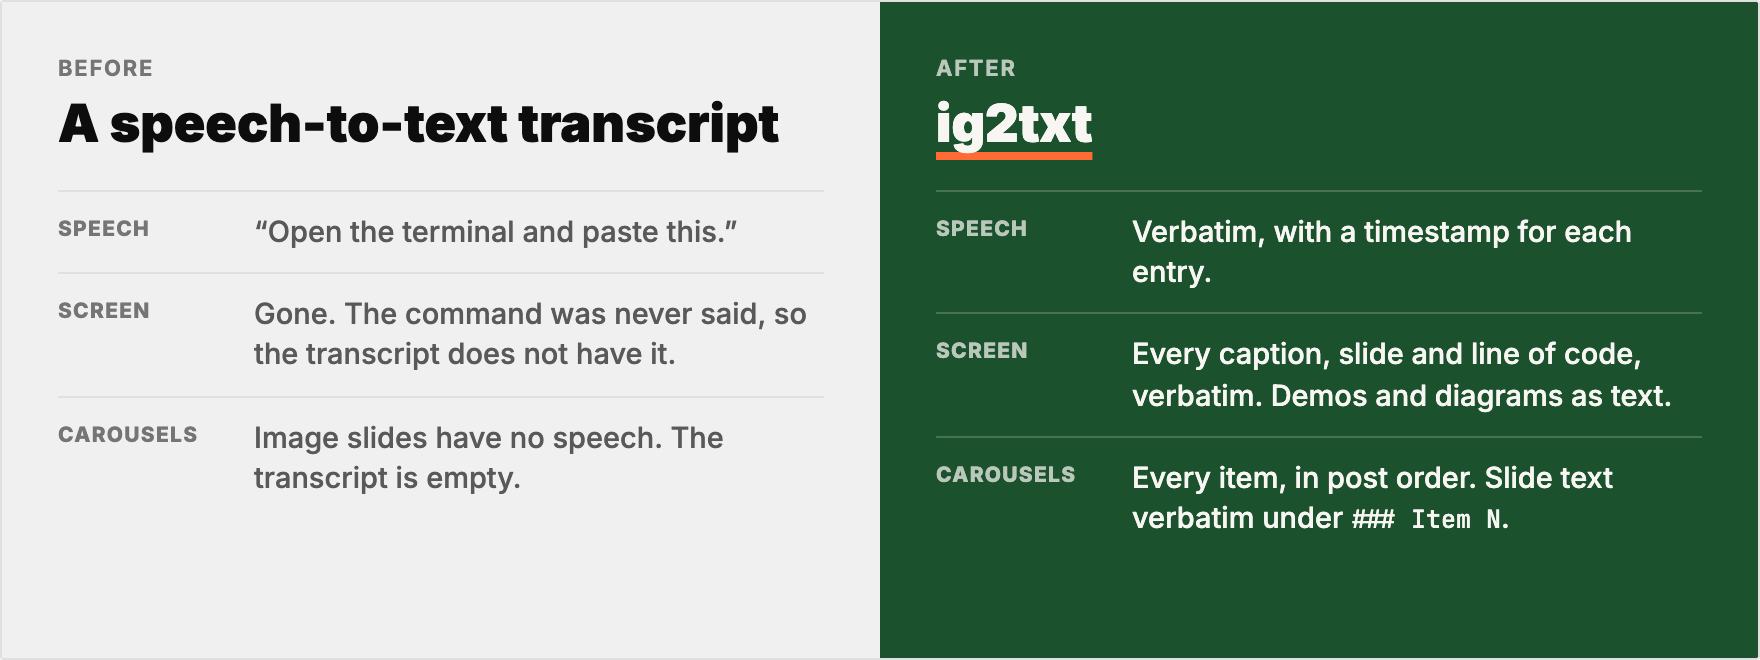 BEFORE
A speech-to-text transcript
SPEECH
“Open the terminal and paste this.”
SCREEN
Gone. The command was never said, so
the transcript does not have it.
CAROUSELS
Image slides have no speech. The
transcript is empty.
AFTER
ig2txt
SPEECH
Verbatim, with a timestamp for each
entry.
SCREEN
Every caption, slide and line of code,
verbatim. Demos and diagrams as text.
CAROUSELS
Every item, in post order. Slide text
verbatim under ### Item N.